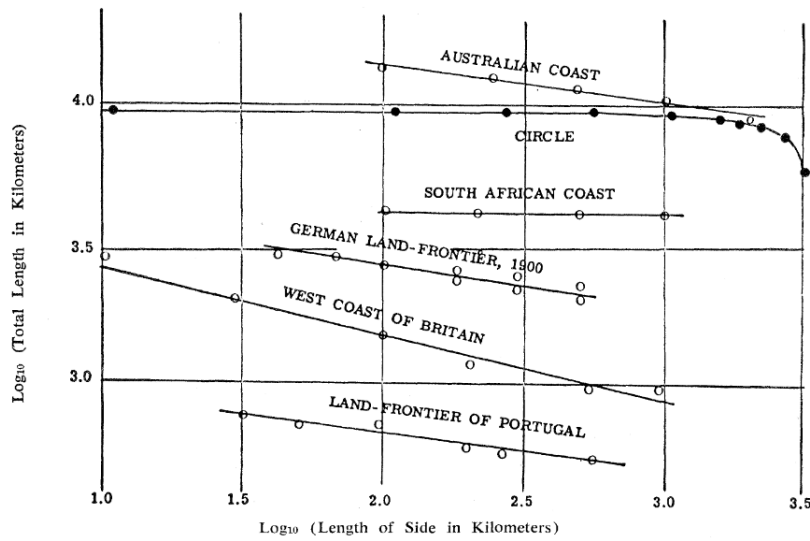 AUSTRALIAN COAST
4.0
CIRCLE
SOUTH AFRICAN COAST
GERMAN LAND-FRONTIER, 1900
3.5
WEST COAST OF BRITAIN
3.0
LAND-FRONTIER OF PORTUGAL
Log₁₀ (Total Length in Kilometers)
1.0 1.5 2.0 2.5 3.0 3.5
Log₁₀ (Length of Side in Kilometers)